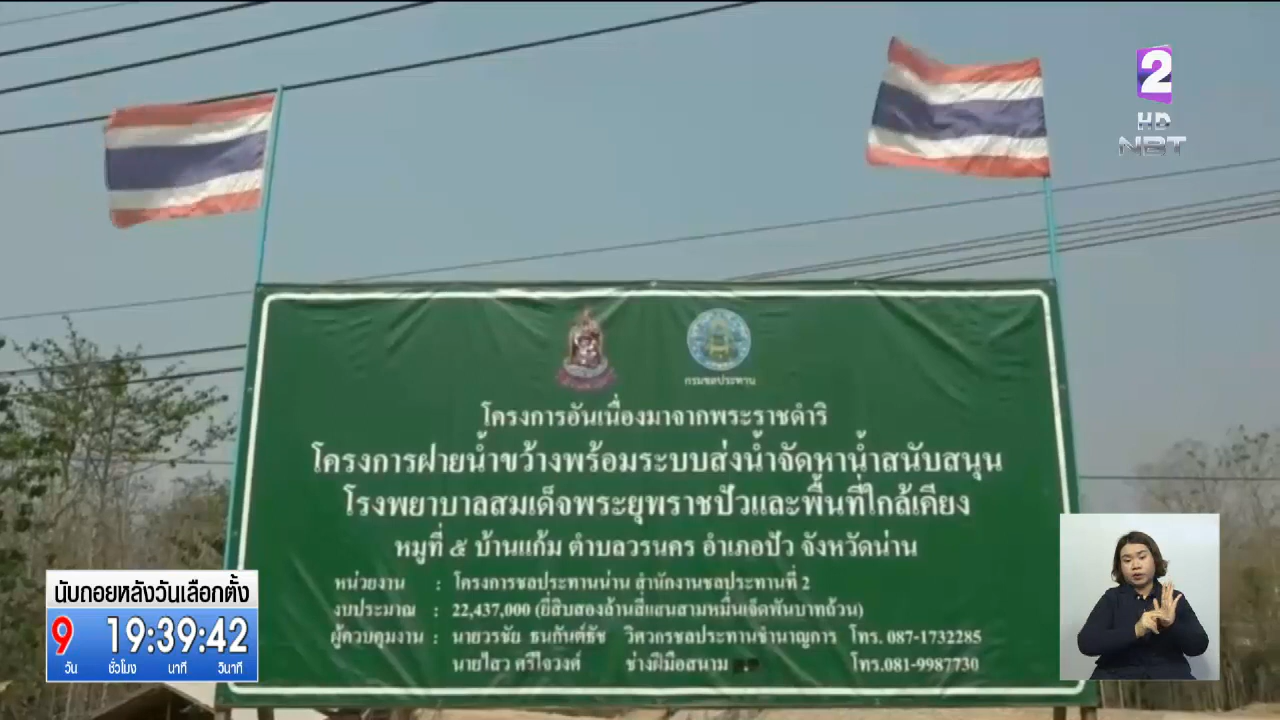 2
HD
NBT
กรมชลประทาน
โครงการอันเนื่องมาจากพระราชดำริ
โครงการฝายน้ำขว้างพร้อมระบบส่งน้ำจัดหาน้ำสนับสนุน
โรงพยาบาลสมเด็จพระยุพราชปัวและพื้นที่ใกล้เคียง
หมู่ที่ ๕ บ้านแก้ม ตำบลวรนคร อำเภอปัว จังหวัดน่าน
หน่วยงาน : โครงการชลประทานน่าน สำนักงานชลประทานที่ 2
งบประมาณ : 22,437,000 (ยี่สิบสองล้านสี่แสนสามหมื่นเจ็ดพันบาทถ้วน)
ผู้ควบคุมงาน : นายวรชัย ธนกันต์ธัช วิศวกรชลประทานชำนาญการ โทร. 087-1732285
นายไสว ศรีใจวงศ์ ช่างฝีมือสนาม โทร.081-9987730
นับถอยหลังวันเลือกตั้ง
9 19:39:42
วัน ชั่วโมง นาที วินาที